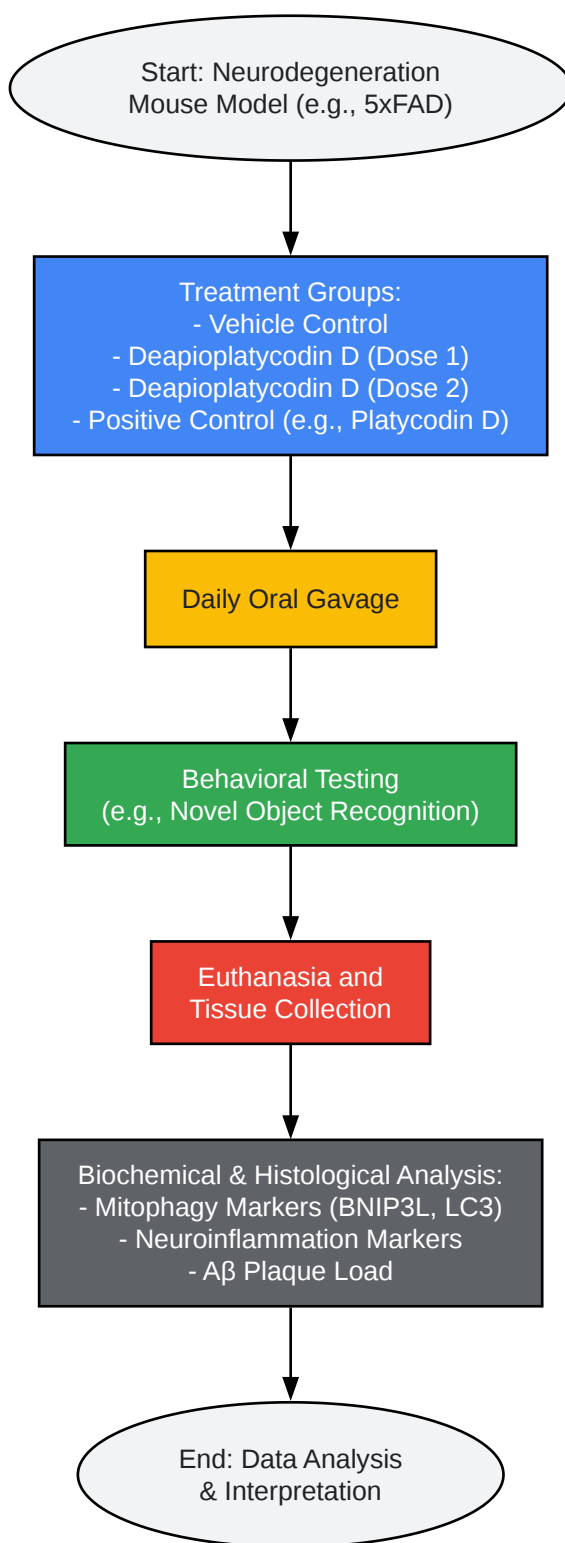 Start: Neurodegeneration
Mouse Model (e.g., 5xFAD)
Treatment Groups:
- Vehicle Control
- Deapioplatycodin D (Dose 1)
- Deapioplatycodin D (Dose 2)
- Positive Control (e.g., Platycodin D)
Daily Oral Gavage
Behavioral Testing
(e.g., Novel Object Recognition)
Euthanasia and
Tissue Collection
Biochemical & Histological Analysis:
- Mitophagy Markers (BNIP3L, LC3)
- Neuroinflammation Markers
- Aβ Plaque Load
End: Data Analysis
& Interpretation